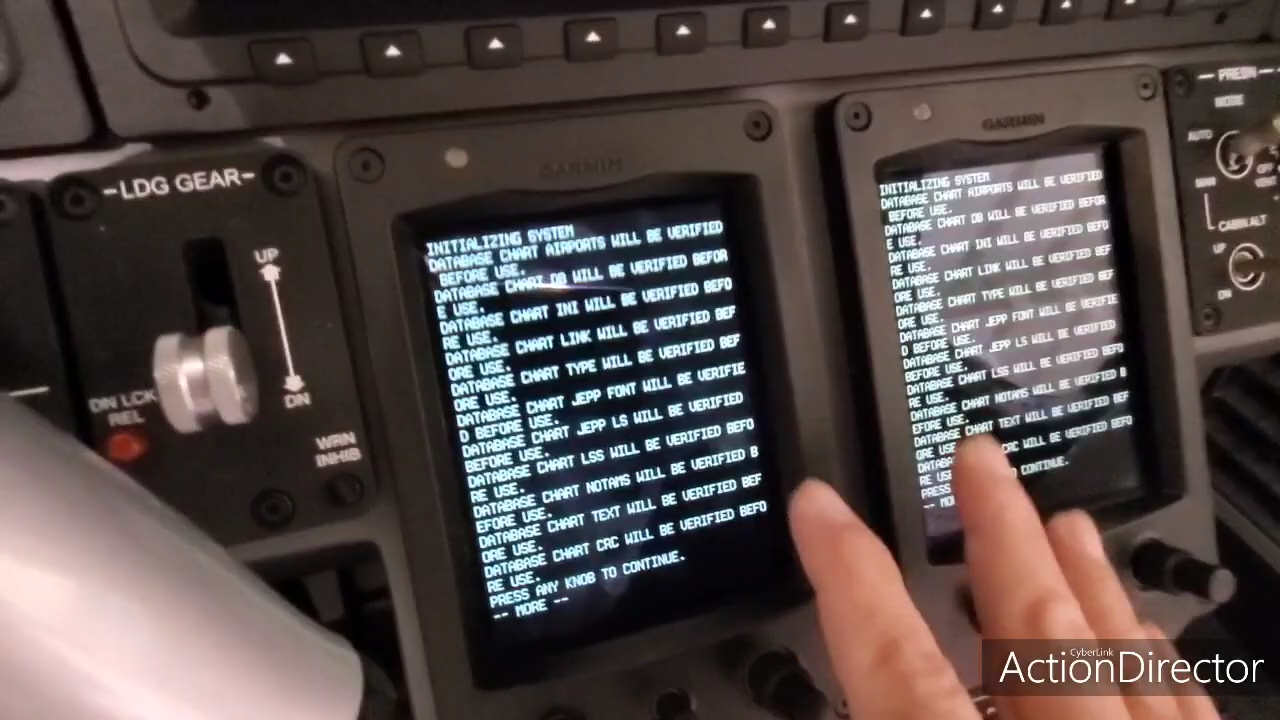 -LDG GEAR-
UP
DN
DN LCK
REL
WRN
INHIB
GARMIN
INITIALIZING SYSTEM
DATABASE CHART AIRPORTS WILL BE VERIFIED
BEFORE USE.
DATABASE CHART DB WILL BE VERIFIED BEFOR
E USE.
DATABASE CHART INI WILL BE VERIFIED BEFO
RE USE.
DATABASE CHART LINK WILL BE VERIFIED BEF
ORE USE.
DATABASE CHART TYPE WILL BE VERIFIED BEF
ORE USE.
DATABASE CHART JEPP FONT WILL BE VERIFIE
D BEFORE USE.
DATABASE CHART JEPP LS WILL BE VERIFIED
BEFORE USE.
DATABASE CHART LSS WILL BE VERIFIED BEFO
RE USE.
DATABASE CHART NOTAMS WILL BE VERIFIED B
EFORE USE.
DATABASE CHART TEXT WILL BE VERIFIED BEF
ORE USE.
DATABASE CHART CRC WILL BE VERIFIED BEFO
RE USE.
PRESS ANY KNOB TO CONTINUE.
-- MORE --
GARMIN
INITIALIZING SYSTEM
DATABASE CHART AIRPORTS WILL BE VERIFIED
BEFORE USE.
DATABASE CHART DB WILL BE VERIFIED BEFOR
E USE.
DATABASE CHART INI WILL BE VERIFIED BEFO
RE USE.
DATABASE CHART LINK WILL BE VERIFIED BEF
ORE USE.
DATABASE CHART TYPE WILL BE VERIFIED BEF
ORE USE.
DATABASE CHART JEPP FONT WILL BE VERIFIE
D BEFORE USE.
DATABASE CHART JEPP LS WILL BE VERIFIED
BEFORE USE.
DATABASE CHART LSS WILL BE VERIFIED BEFO
RE USE.
DATABASE CHART NOTAMS WILL BE VERIFIED B
EFORE USE.
DATABASE CHART TEXT WILL BE VERIFIED BEF
ORE USE.
DATABA CRC WILL BE VERIFIED BEFO
RE USE
PRESS CONTINUE.
-- MO
MODE
AUTO
MAN
CABIN ALT
UP
DN
CyberLink
ActionDirector